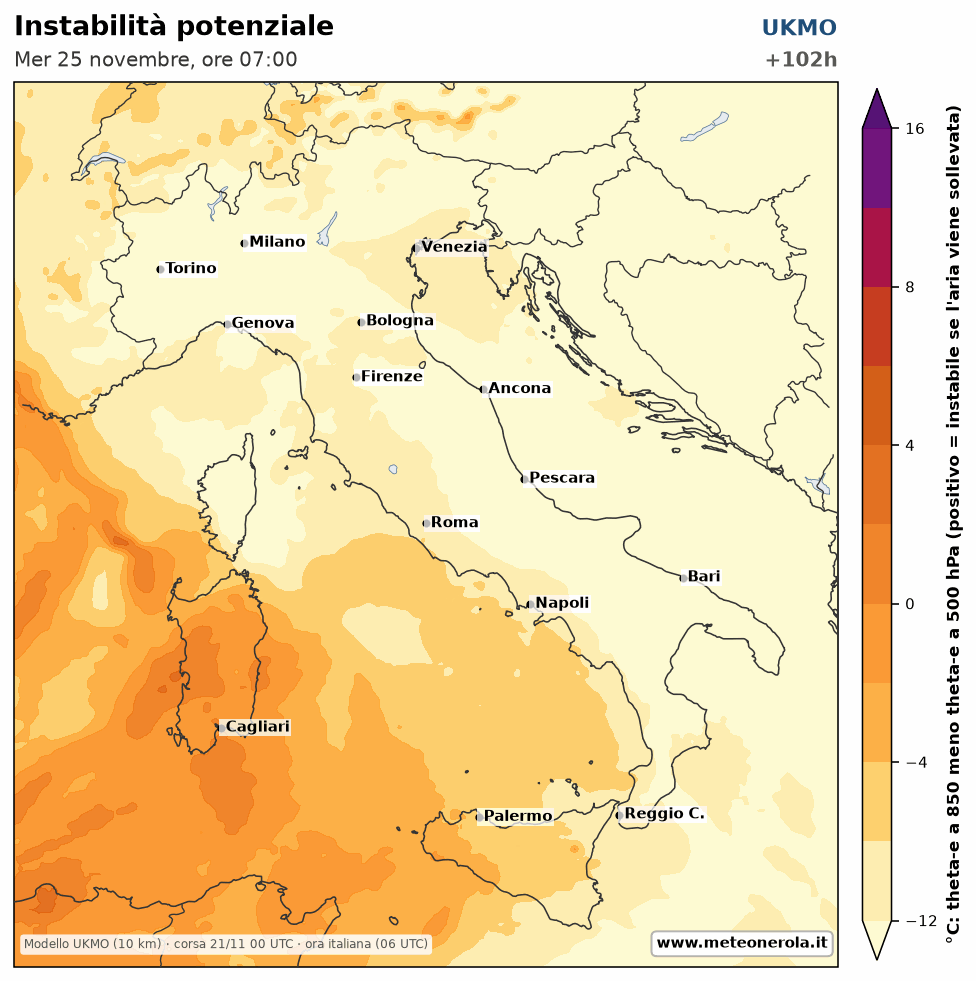 Instabilità potenziale
UKMO
Mer 25 novembre, ore 07:00
+102h
Milano
Venezia
Torino
Genova
Bologna
Firenze
Ancona
Pescara
Roma
Bari
Napoli
Cagliari
Palermo
Reggio C.
16
8
4
0
−4
−12
°C: theta-e a 850 meno theta-e a 500 hPa (positivo = instabile se l'aria viene sollevata)
Modello UKMO (10 km) · corsa 21/11 00 UTC · ora italiana (06 UTC)
www.meteonerola.it